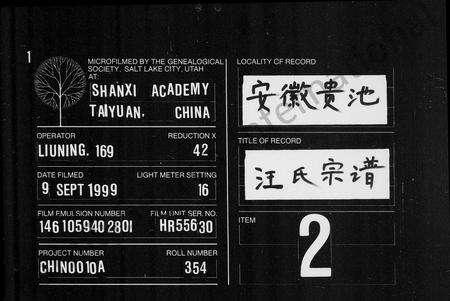 1
MICROFILMED BY THE GENEALOGICAL
SOCIETY, SALT LAKE CITY, UTAH
AT:
SHANXI ACADEMY
TAIYUAN. CHINA
OPERATOR REDUCTION X
LIUNING. 169 42
DATE FILMED LIGHT METER SETTING
9 SEPT 1999 16
FILM EMULSION NUMBER FILM UNIT SER. NO.
146 105940 2801 HR55630
PROJECT NUMBER ROLL NUMBER
CHINO010A 354
LOCALITY OF RECORD
安徽贵池
TITLE OF RECORD
汪氏宗谱
ITEM
2